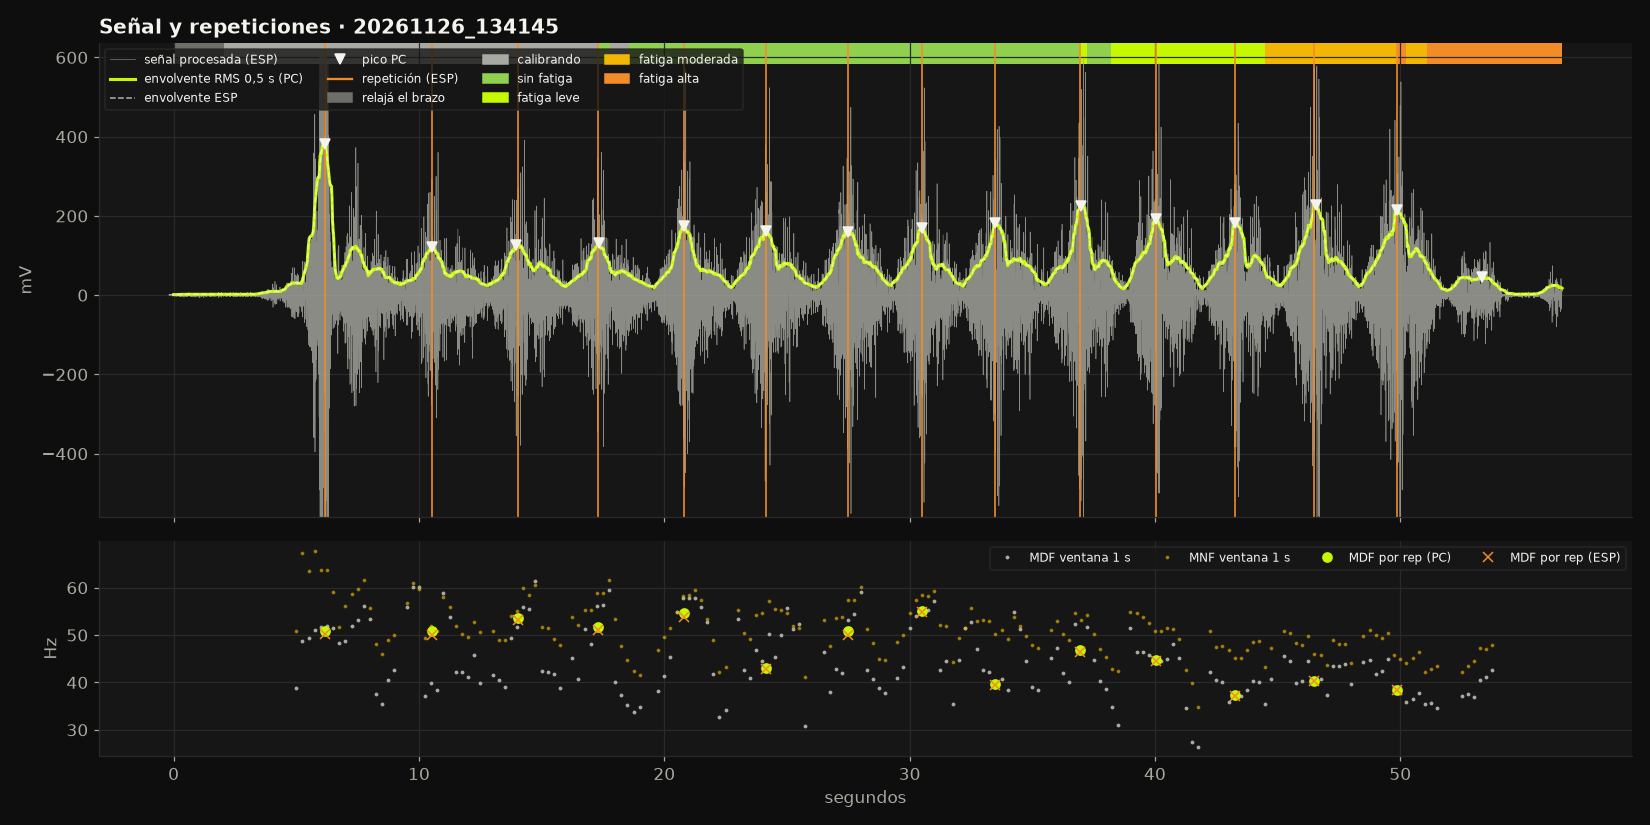 Señal y repeticiones · 20261126_134145
600
400
200
0
−200
−400
mV
señal procesada (ESP)
envolvente RMS 0,5 s (PC)
envolvente ESP
pico PC
repetición (ESP)
relajá el brazo
calibrando
sin fatiga
fatiga leve
fatiga moderada
fatiga alta
MDF ventana 1 s
MNF ventana 1 s
MDF por rep (PC)
MDF por rep (ESP)
60
50
40
30
Hz
0
10
20
30
40
50
segundos